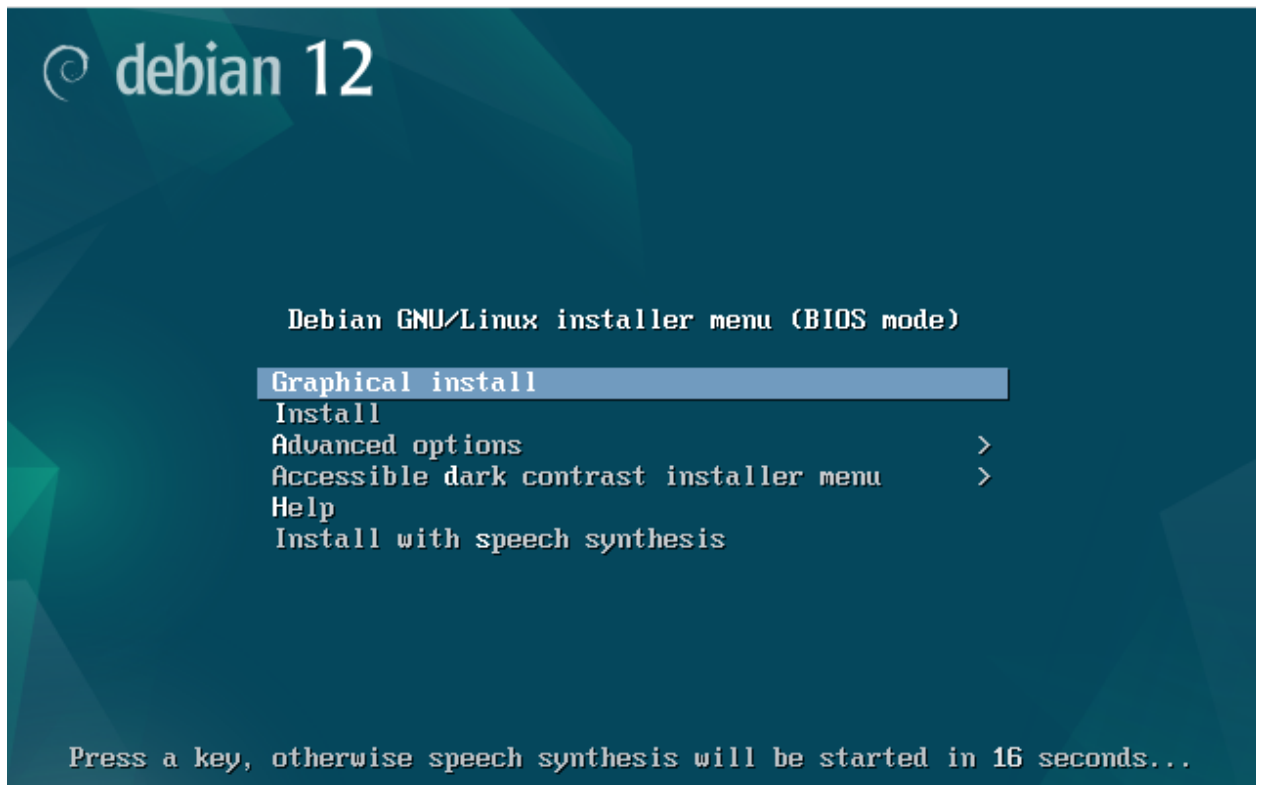 debian 12
Debian GNU/Linux installer menu (BIOS mode)
Graphical install
Install
Advanced options >
Accessible dark contrast installer menu >
Help
Install with speech synthesis
Press a key, otherwise speech synthesis will be started in 16 seconds...